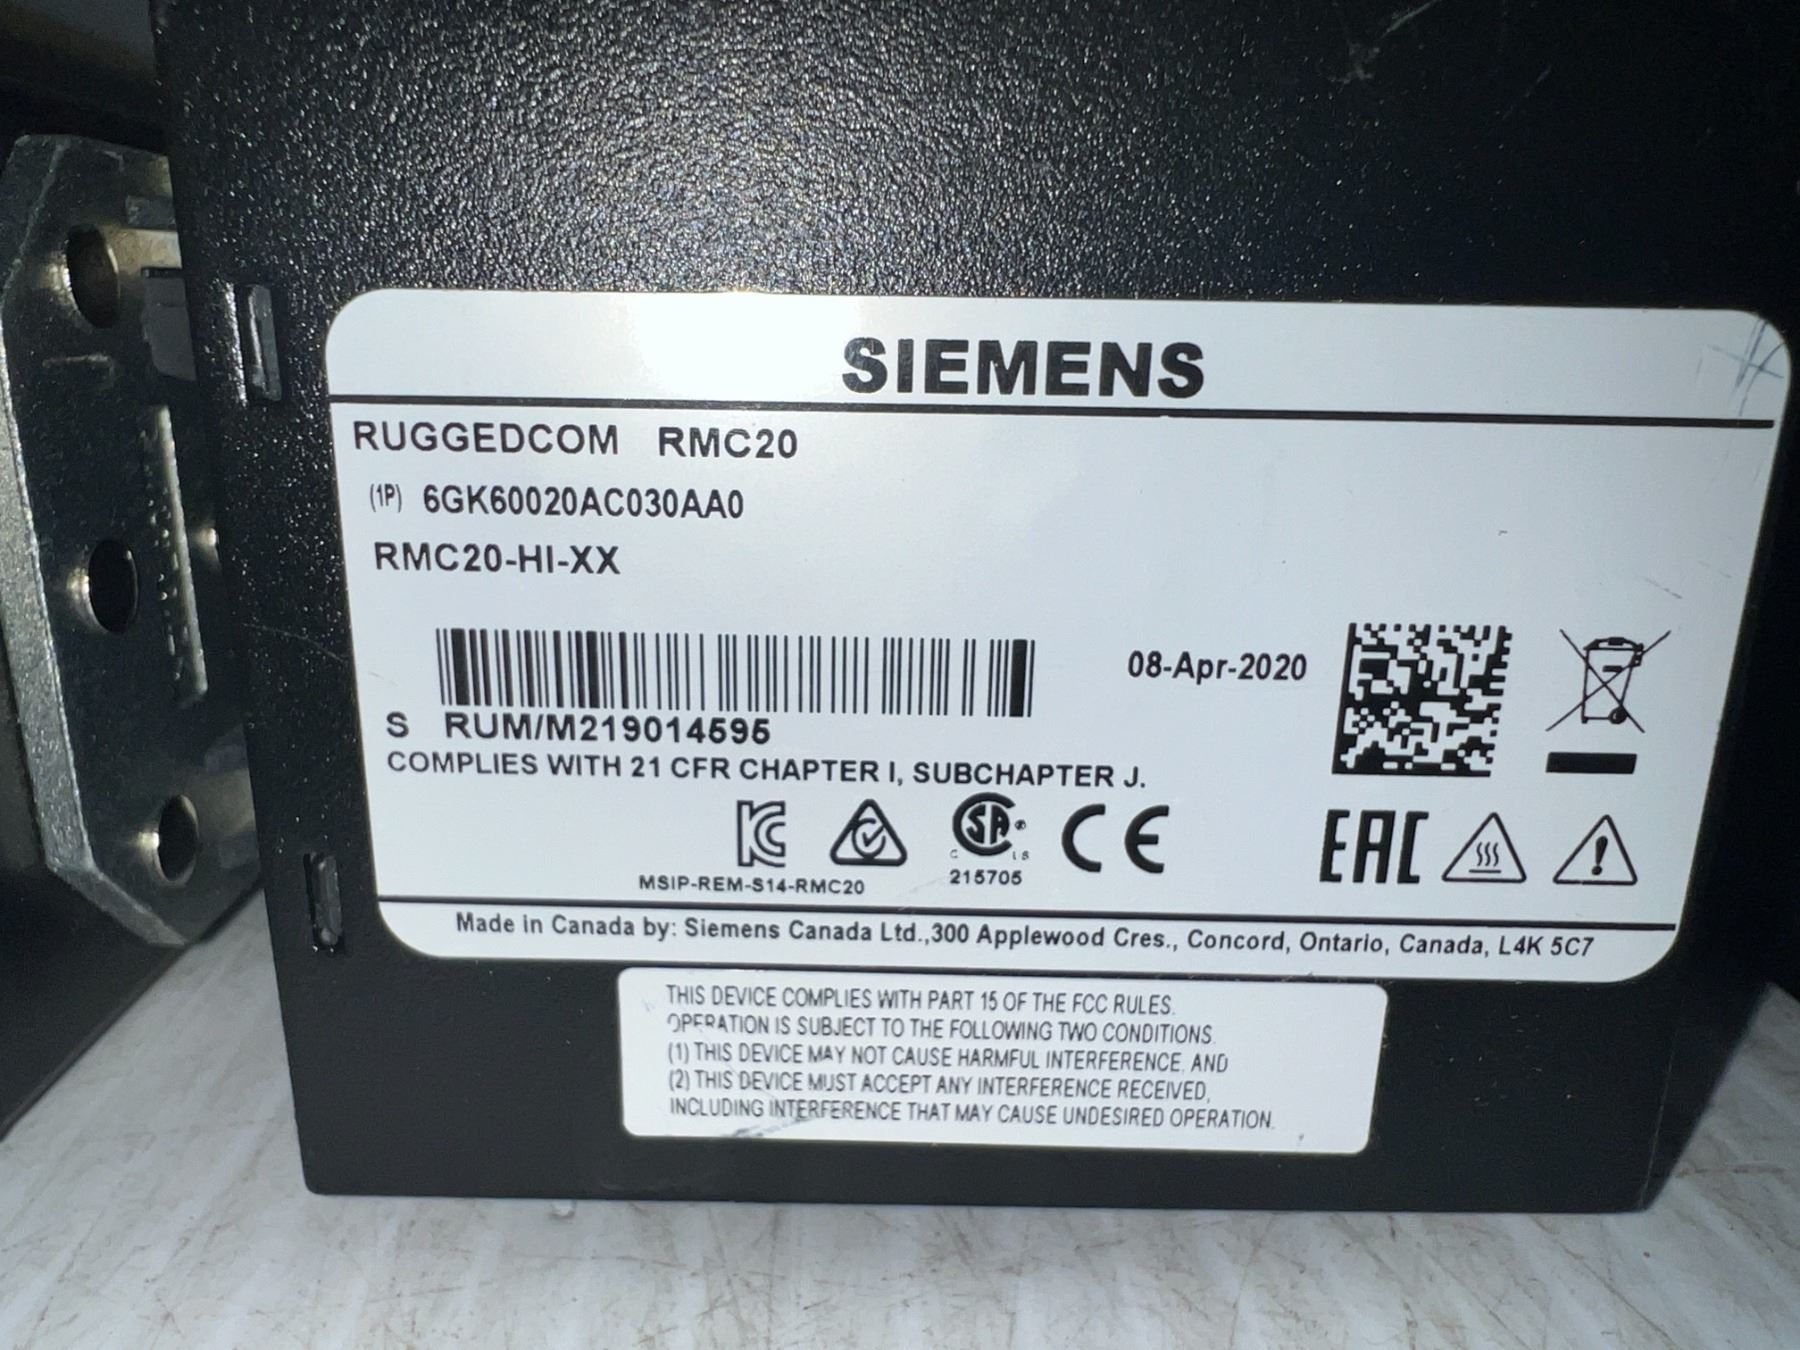 SIEMENS
RUGGEDCOM RMC20
(1P) 6GK60020AC030AA0
RMC20-HI-XX
08-Apr-2020
S RUM/M219014595
COMPLIES WITH 21 CFR CHAPTER I, SUBCHAPTER J.
MSIP-REM-S14-RMC20
SA
C US
215705
CE
EAC
Made in Canada by: Siemens Canada Ltd.,300 Applewood Cres., Concord, Ontario, Canada, L4K 5C7
THIS DEVICE COMPLIES WITH PART 15 OF THE FCC RULES.
OPERATION IS SUBJECT TO THE FOLLOWING TWO CONDITIONS.
(1) THIS DEVICE MAY NOT CAUSE HARMFUL INTERFERENCE, AND
(2) THIS DEVICE MUST ACCEPT ANY INTERFERENCE RECEIVED,
INCLUDING INTERFERENCE THAT MAY CAUSE UNDESIRED OPERATION.